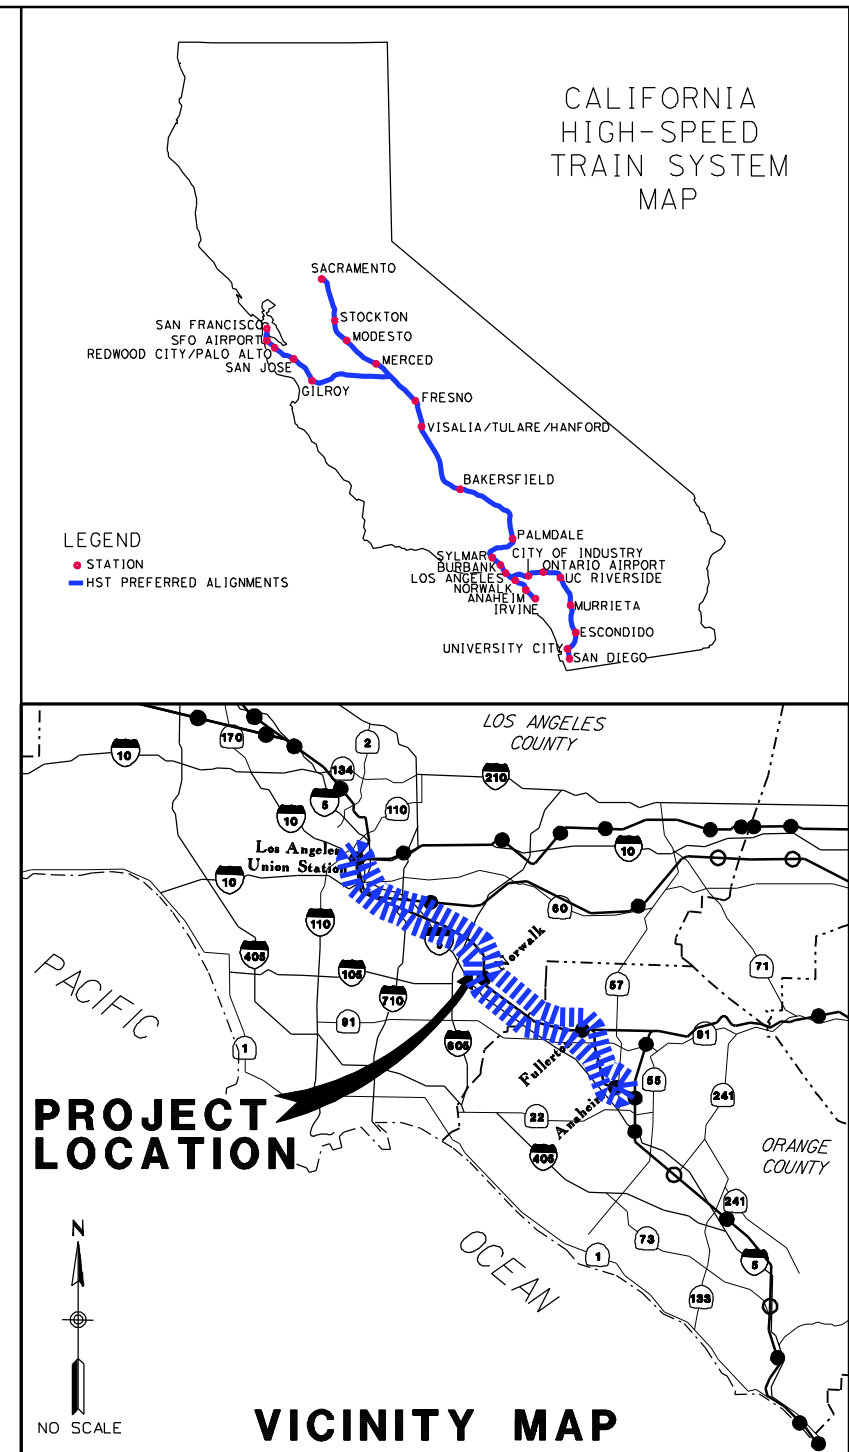 CALIFORNIA
HIGH-SPEED
TRAIN SYSTEM
MAP
SACRAMENTO
STOCKTON
SAN FRANCISCO
MODESTO
SFO AIRPORT
REDWOOD CITY/PALO ALTO
MERCED
SAN JOSE
GILROY
FRESNO
VISALIA/TULARE/HANFORD
BAKERSFIELD
PALMDALE
LEGEND
STATION
HST PREFERRED ALIGNMENTS
SYLMAR
CITY OF INDUSTRY
BURBANK
ONTARIO AIRPORT
LOS ANGELES
UC RIVERSIDE
NORWALK
ANAHEIM
IRVINE
MURRIETA
ESCONDIDO
UNIVERSITY CITY
SAN DIEGO
LOS ANGELES
COUNTY
170
2
10
134
210
5
110
10
Los Angeles
Union Station
10
10
60
110
Norwalk
405
105
71
57
710
PACIFIC
91
91
1
605
Fullerton
55
241
PROJECT
LOCATION
22
Anaheim
405
ORANGE
COUNTY
241
73
1
5
OCEAN
133
N
NO SCALE
VICINITY MAP